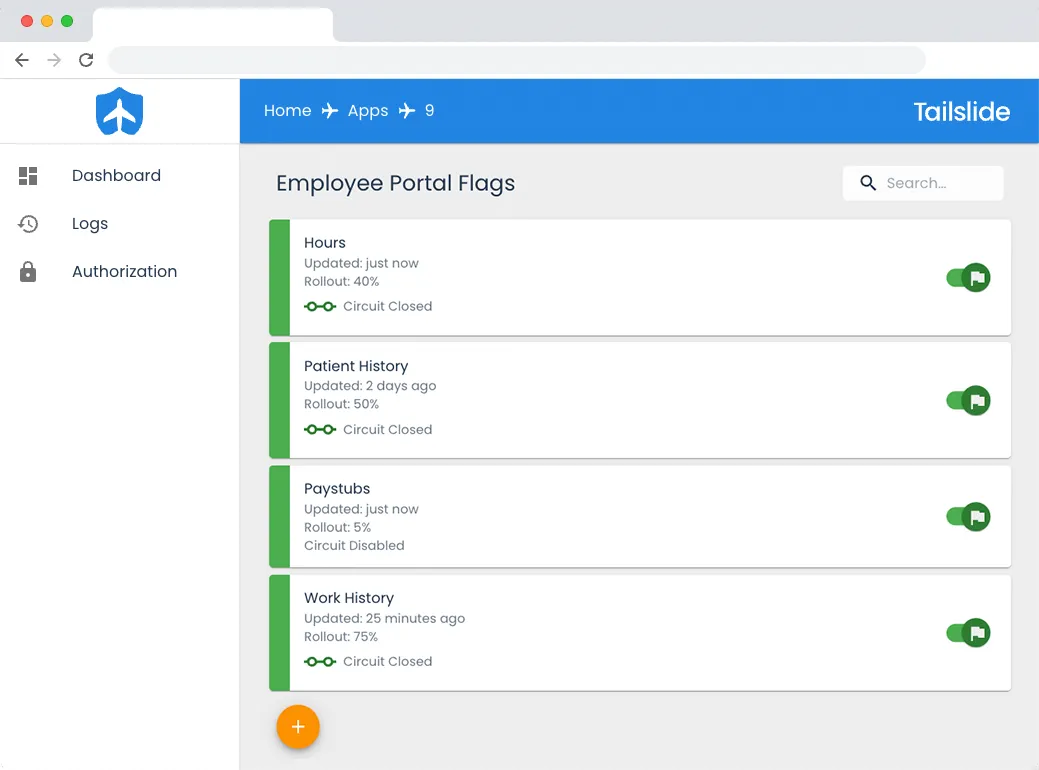 Home Apps 9
Tailslide
Dashboard
Logs
Authorization
Employee Portal Flags
Search...
Hours
Updated: just now
Rollout: 40%
Circuit Closed
Patient History
Updated: 2 days ago
Rollout: 50%
Circuit Closed
Paystubs
Updated: just now
Rollout: 5%
Circuit Disabled
Work History
Updated: 25 minutes ago
Rollout: 75%
Circuit Closed
+